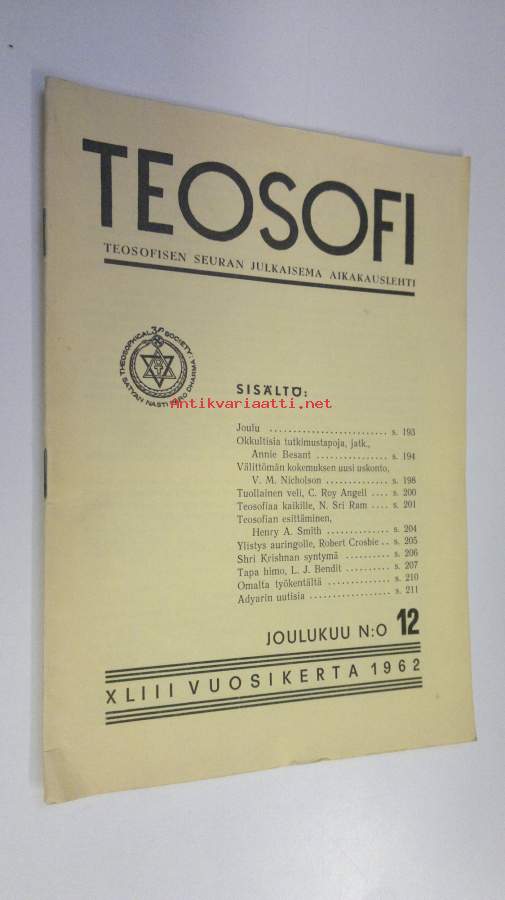 TEOSOFI
TEOSOFISEN SEURAN JULKAISEMA AIKAKAUSLEHTI
THEOSOPHICAL SOCIETY
SATYAN NASTI PARO DHARMA
SISÄLTÖ:
Antikvariaatti.net
Joulu .......................... s. 193
Okkultisia tutkimustapoja, jatk.,
Annie Besant ................ s. 194
Välittömän kokemuksen uusi uskonto,
V. M. Nicholson .............. s. 198
Tuollainen veli, C. Roy Angell .... s. 200
Teosofiaa kaikille, N. Sri Ram .... s. 201
Teosofian esittäminen,
Henry A. Smith .............. s. 204
Ylistys auringolle, Robert Crosbie .. s. 205
Shri Krishnan syntymä .......... s. 206
Tapa himo, L. J. Bendit .......... s. 207
Omalta työkentältä .............. s. 210
Adyarin uutisia .................. s. 211
JOULUKUU N:O 12
XLIII VUOSIKERTA 1962